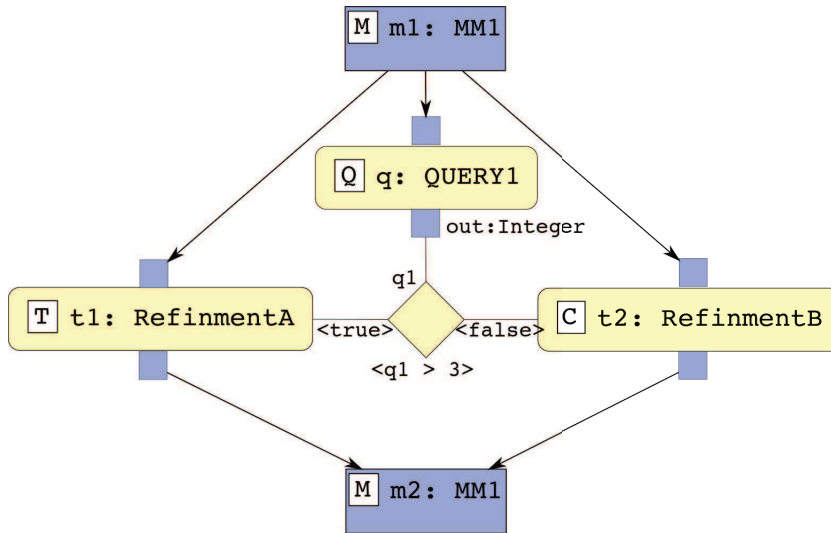 M m1: MM1
Q q: QUERY1
out:Integer
q1
T t1: RefinmentA
<true>
<false>
C t2: RefinmentB
<q1 > 3>
M m2: MM1